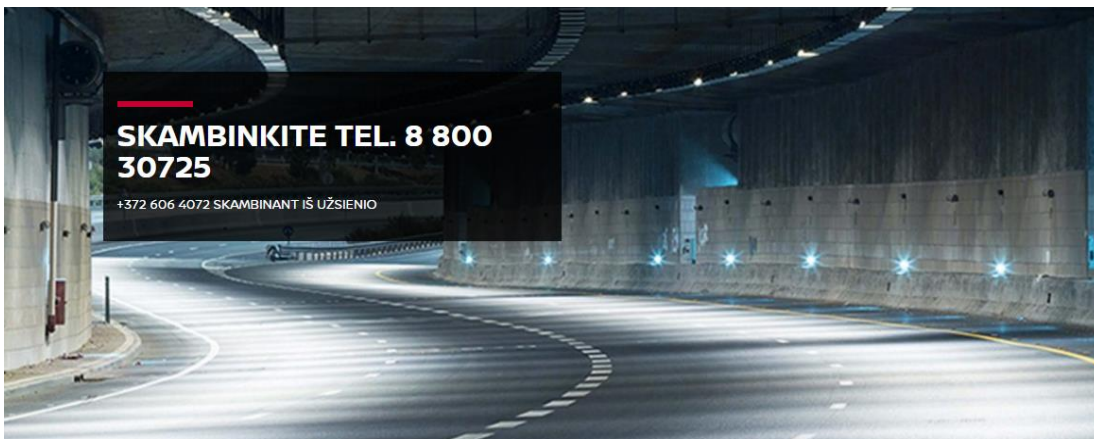 SKAMBINKITE TEL. 8 800
30725
+372 606 4072 SKAMBINANT IŠ UŽSIENIO